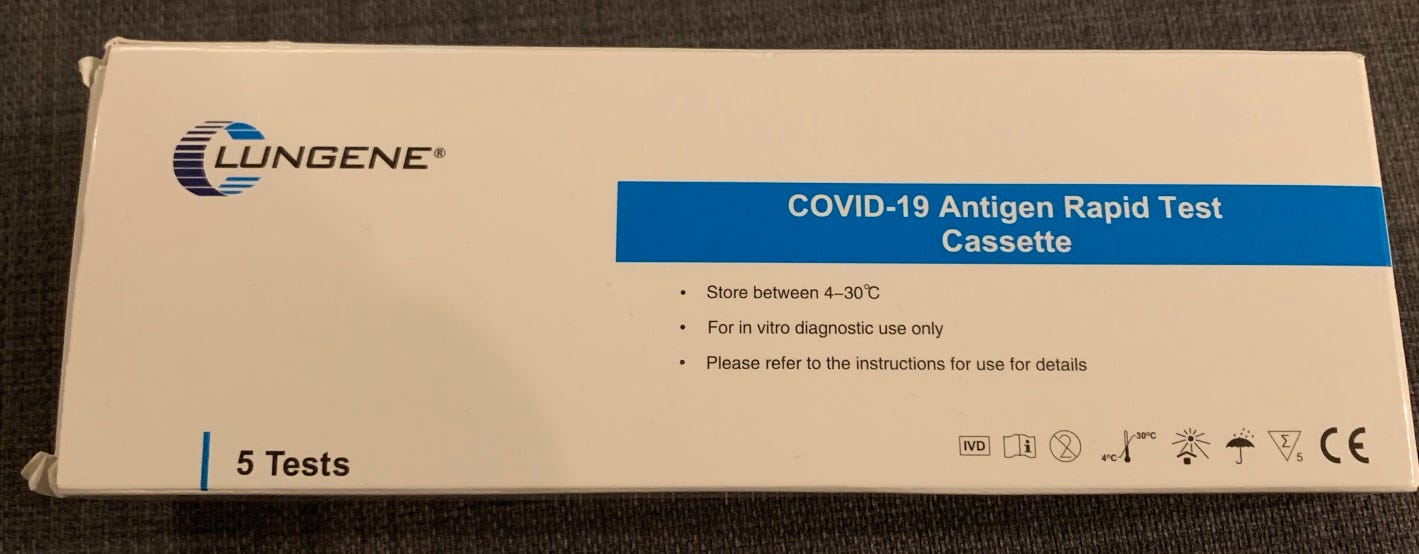 LUNGENE®
COVID-19 Antigen Rapid Test
Cassette
• Store between 4–30℃
• For in vitro diagnostic use only
• Please refer to the instructions for use for details
5 Tests
IVD
i
2
4°C
30°C
Σ
5
CE